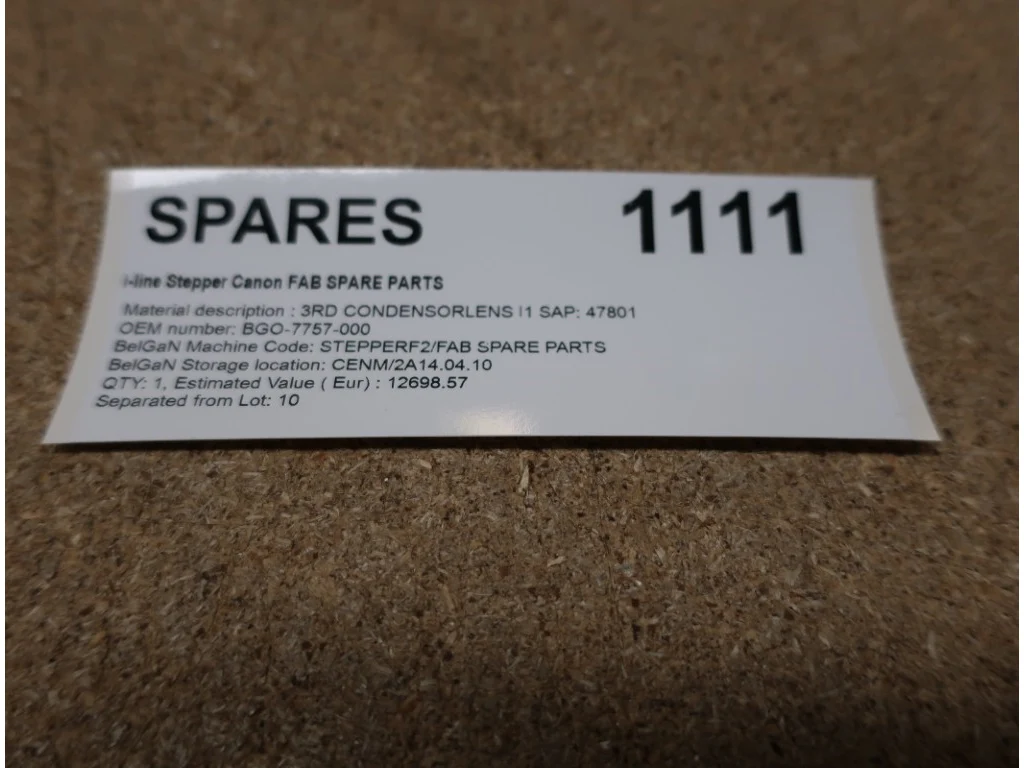 SPARES 1111
i-line Stepper Canon FAB SPARE PARTS
Material description : 3RD CONDENSORLENS I1 SAP: 47801
OEM number: BGO-7757-000
BelGaN Machine Code: STEPPERF2/FAB SPARE PARTS
BelGaN Storage location: CENM/2A14.04.10
QTY: 1, Estimated Value ( Eur) : 12698.57
Separated from Lot: 10